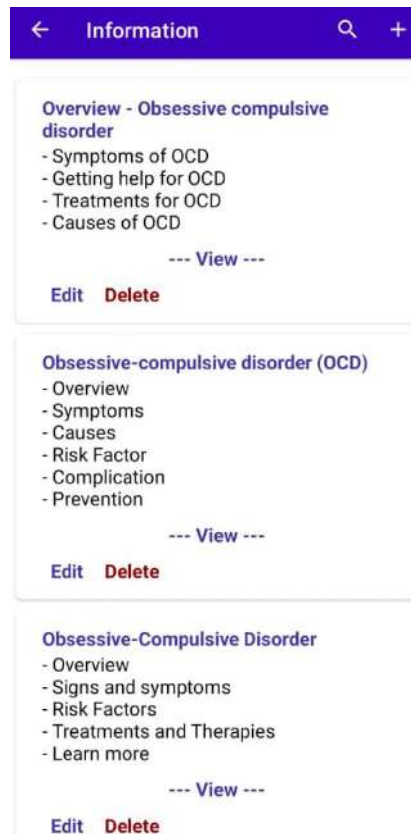 Information
Overview - Obsessive compulsive
disorder
- Symptoms of OCD
- Getting help for OCD
- Treatments for OCD
- Causes of OCD
--- View ---
Edit Delete
Obsessive-compulsive disorder (OCD)
- Overview
- Symptoms
- Causes
- Risk Factor
- Complication
- Prevention
--- View ---
Edit Delete
Obsessive-Compulsive Disorder
- Overview
- Signs and symptoms
- Risk Factors
- Treatments and Therapies
- Learn more
--- View ---
Edit Delete